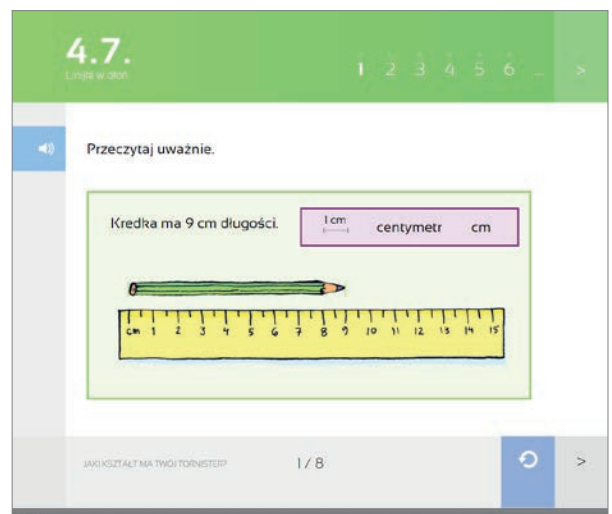 4.7.
Linijka w dłoń
1 2 3 4 5 6 ... >
Przeczytaj uważnie.
Kredka ma 9 cm długości.
1 cm
centymetr cm
cm 1 2 3 4 5 6 7 8 9 10 11 12 13 14 15
JAKI KSZTAŁT MA TWÓJ TORNISTER?
1 / 8
>